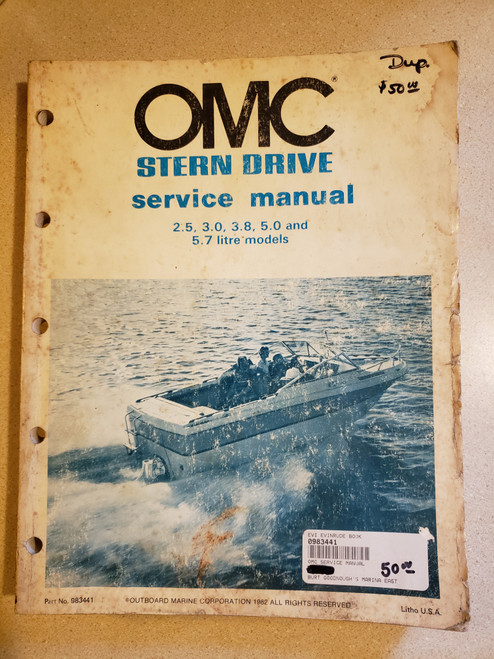 Dup.
$50.00
OMC®
STERN DRIVE
service manual
2.5, 3.0, 3.8, 5.0 and
5.7 litre models
EVI EVINRUDE BOOK
0983441
OMC SERVICE MANUAL
50.00
BURT GOODNOUGH'S MARINA EAST
PART NO. 983441
©OUTBOARD MARINE CORPORATION 1982 ALL RIGHTS RESERVED
Litho U.S.A.